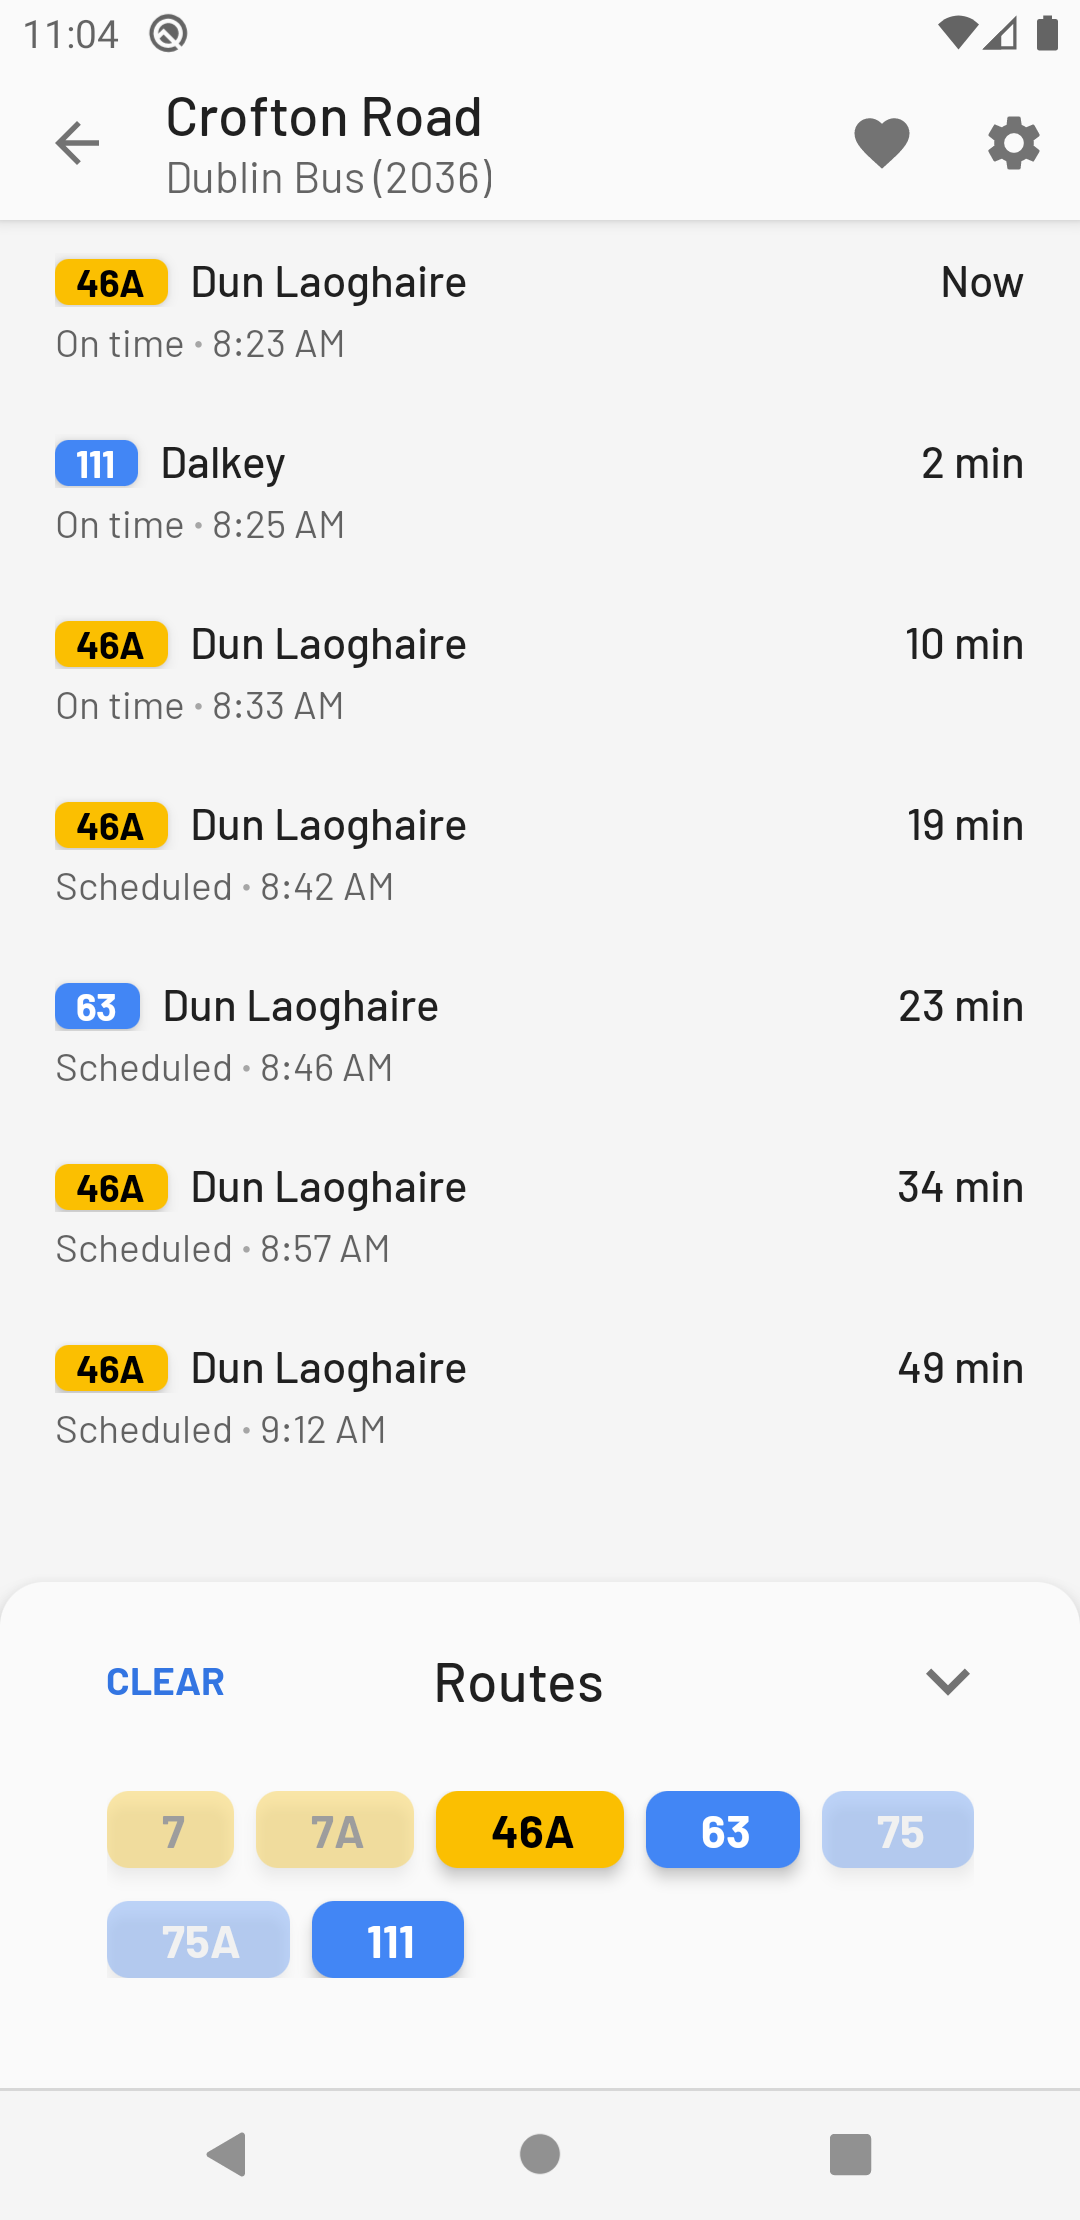 11:04
Crofton Road
Dublin Bus (2036)
46A Dun Laoghaire Now
On time • 8:23 AM
111 Dalkey 2 min
On time • 8:25 AM
46A Dun Laoghaire 10 min
On time • 8:33 AM
46A Dun Laoghaire 19 min
Scheduled • 8:42 AM
63 Dun Laoghaire 23 min
Scheduled • 8:46 AM
46A Dun Laoghaire 34 min
Scheduled • 8:57 AM
46A Dun Laoghaire 49 min
Scheduled • 9:12 AM
CLEAR Routes
7 7A 46A 63 75
75A 111